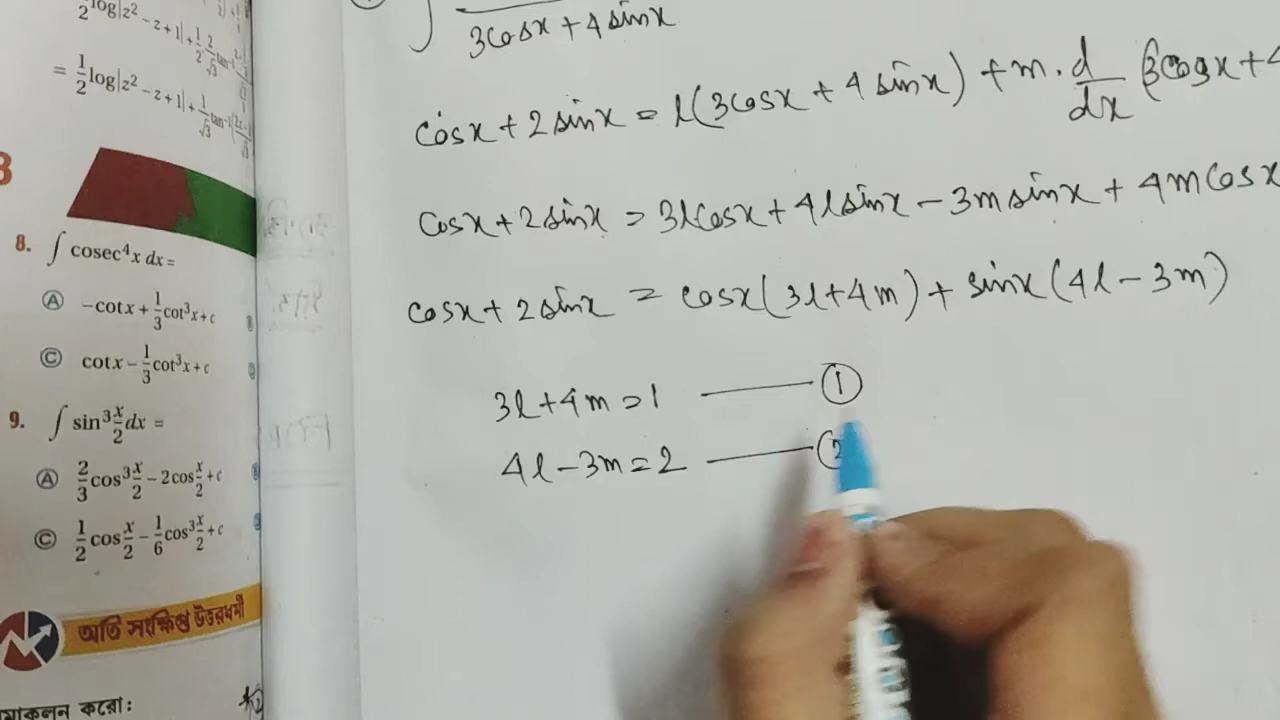 = 1/2 log|z² − z + 1| + 1/√3 tan⁻¹
8. ∫ cosec⁴x dx =
Ⓐ −cotx + 1/3 cot³x + c
Ⓒ cotx − 1/3 cot³x + c
9. ∫ sin³ x/2 dx =
Ⓐ 2/3 cos³ x/2 − 2cos x/2 + c
Ⓒ 1/2 cos x/2 − 1/6 cos³ x/2 + c
অতি সংক্ষিপ্ত উত্তরধর্মী
করো:
∫ 3cosx + 4sinx
cosx + 2sinx = l(3cosx + 4sinx) + m. d/dx (3cosx + 4
cosx + 2sinx = 3lcosx + 4lsinx − 3msinx + 4mcosx
cosx + 2sinx = cosx(3l + 4m) + sinx(4l − 3m)
3l + 4m = 1 —— ①
4l − 3m = 2 —— ②